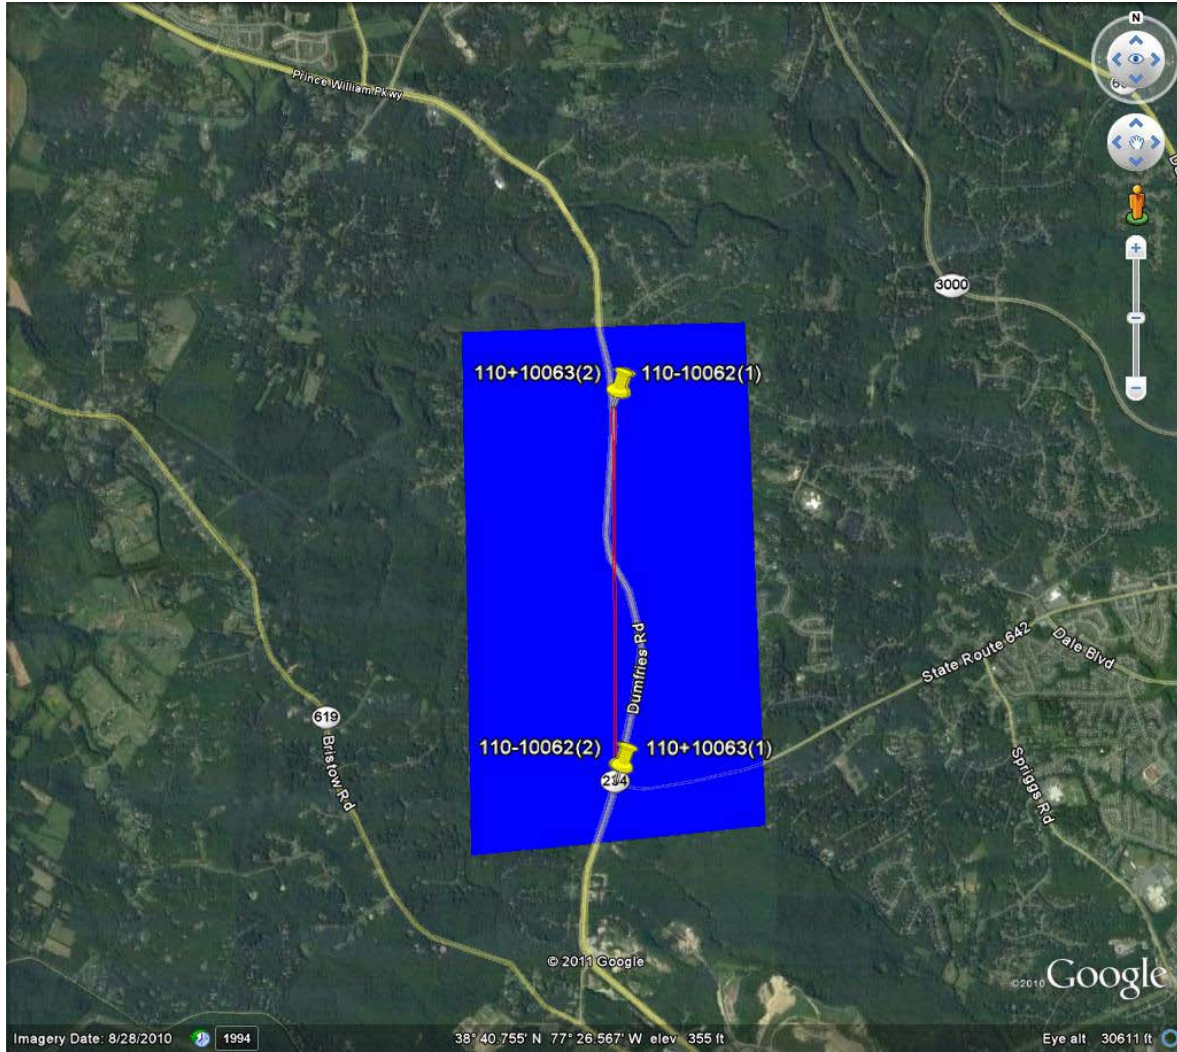 N
Prince William Pkwy
3000
110+10063(2)
110-10062(1)
State Route 642
Dale Blvd
Dumfries Rd
619
Bristow Rd
110-10062(2)
110+10063(1)
234
Spriggs Rd
© 2011 Google
©2010 Google
Imagery Date: 8/28/2010
1994
38° 40.755' N 77° 26.567' W elev 355 ft
Eye alt 30611 ft